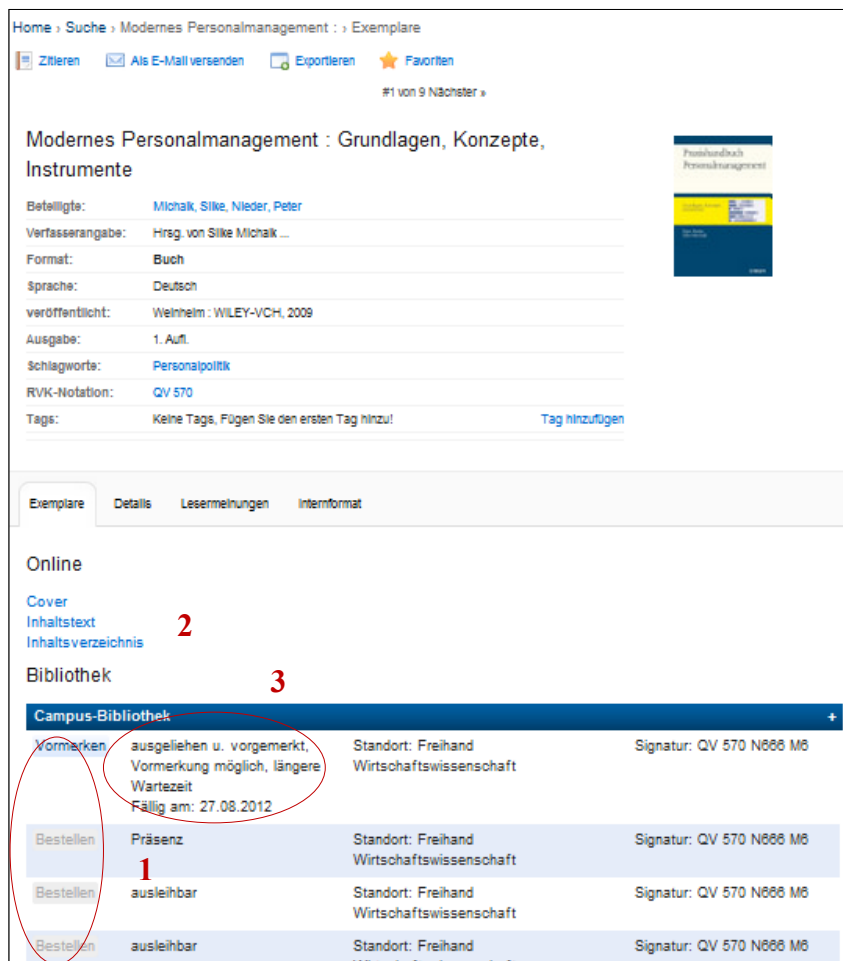 Home › Suche › Modernes Personalmanagement : › Exemplare
Zitieren Als E-Mail versenden Exportieren Favoriten
#1 von 9 Nächster »
Modernes Personalmanagement : Grundlagen, Konzepte,
Instrumente
Praxishandbuch
Personalmanagement
Beteiligte: Michalk, Silke, Nieder, Peter
Verfasserangabe: Hrsg. von Silke Michalk ...
Format: Buch
Sprache: Deutsch
veröffentlicht: Weinheim : WILEY-VCH, 2009
Ausgabe: 1. Aufl.
Schlagworte: Personalpolitik
RVK-Notation: QV 570
Tags: Keine Tags, Fügen Sie den ersten Tag hinzu! Tag hinzufügen
Exemplare Details Lesermeinungen Internformat
Online
Cover
Inhaltstext
Inhaltsverzeichnis
2
Bibliothek
3
Campus-Bibliothek +
Vormerken ausgeliehen u. vorgemerkt, Standort: Freihand Signatur: QV 570 N666 M6
Vormerkung möglich, längere Wirtschaftswissenschaft
Wartezeit
Fällig am: 27.08.2012
Bestellen Präsenz Standort: Freihand Signatur: QV 570 N666 M6
Wirtschaftswissenschaft
1
Bestellen ausleihbar Standort: Freihand Signatur: QV 570 N666 M6
Wirtschaftswissenschaft
Bestellen ausleihbar Standort: Freihand Signatur: QV 570 N666 M6